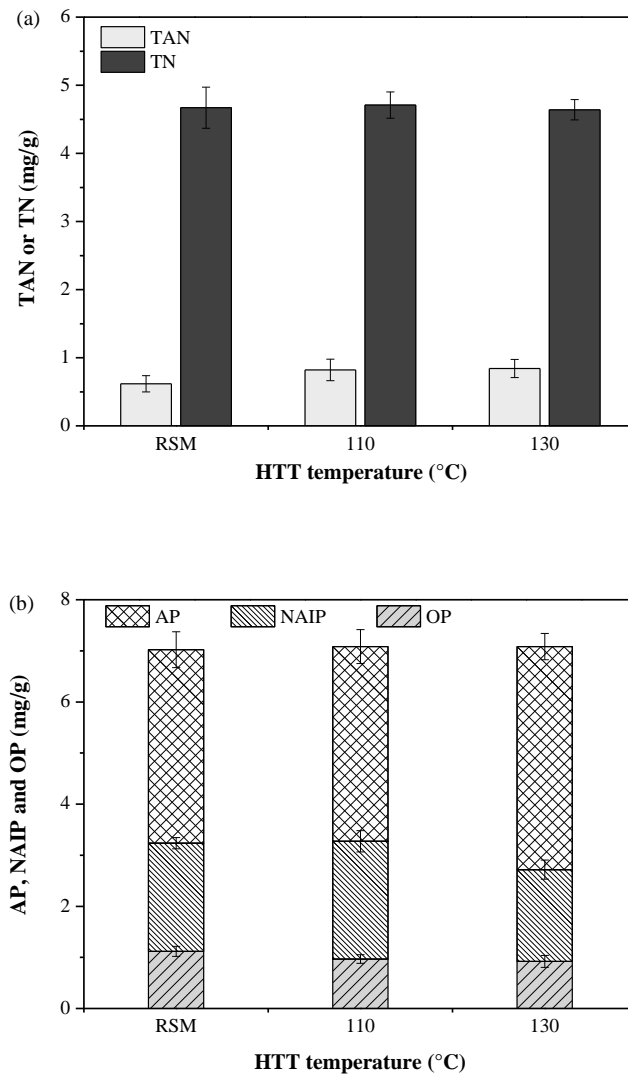 (a)
6
5
4
3
2
1
0
TAN or TN (mg/g)
TAN
TN
RSM 110 130
HTT temperature (°C)
(b)
8
6
4
2
0
AP, NAIP and OP (mg/g)
AP NAIP OP
RSM 110 130
HTT temperature (°C)